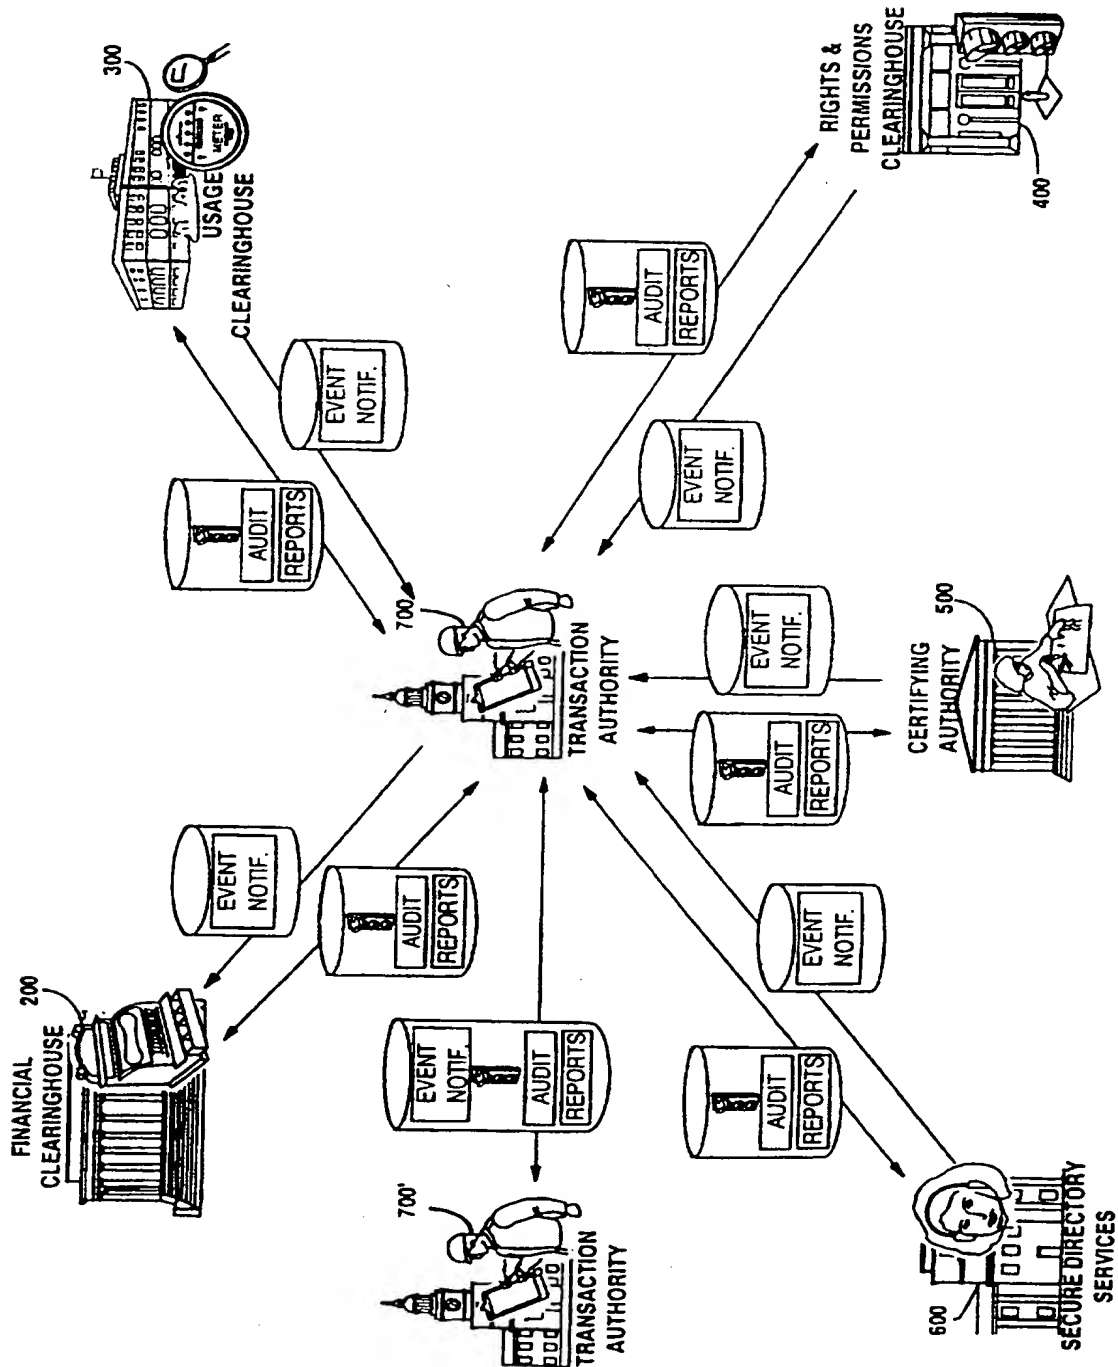 FINANCIAL
CLEARINGHOUSE
200
EVENT
NOTIF.
AUDIT
REPORTS
300
METER
USAGE
CLEARINGHOUSE
AUDIT
REPORTS
EVENT
NOTIF.
700'
TRANSACTION
AUTHORITY
EVENT
NOTIF.
AUDIT
REPORTS
700
TRANSACTION
AUTHORITY
AUDIT
REPORTS
EVENT
NOTIF.
RIGHTS &
PERMISSIONS
CLEARINGHOUSE
400
AUDIT
REPORTS
EVENT
NOTIF.
600
SECURE DIRECTORY
SERVICES
AUDIT
REPORTS
EVENT
NOTIF.
CERTIFYING
AUTHORITY
500